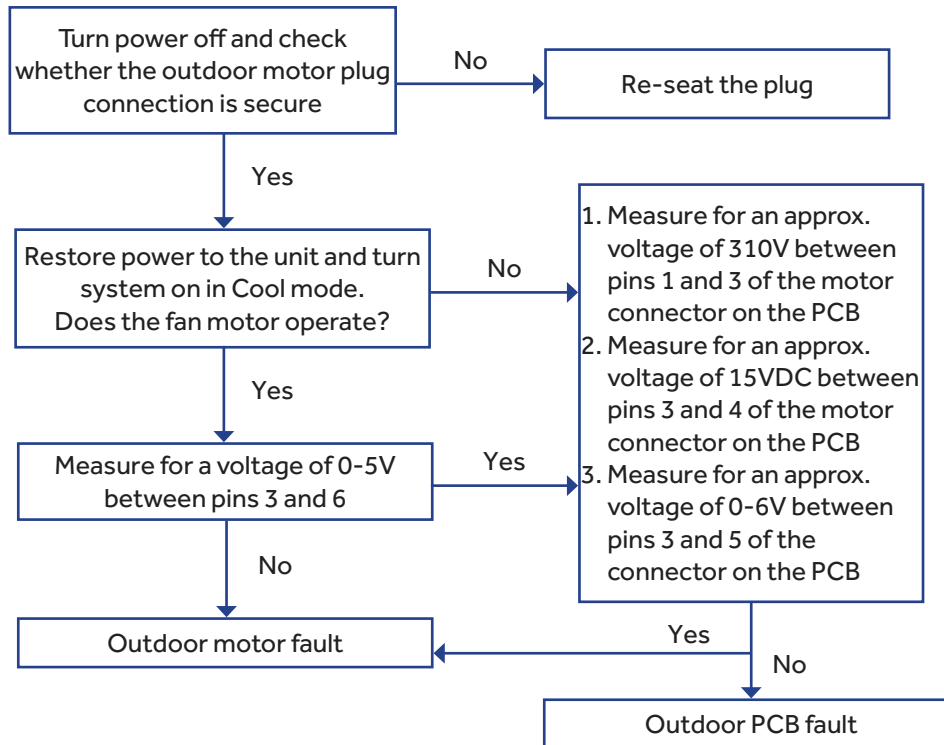 Turn power off and check
whether the outdoor motor plug
connection is secure
No
Re-seat the plug
Yes
Restore power to the unit and turn
system on in Cool mode.
Does the fan motor operate?
No
1. Measure for an approx.
voltage of 310V between
pins 1 and 3 of the motor
connector on the PCB
2. Measure for an approx.
voltage of 15VDC between
pins 3 and 4 of the motor
connector on the PCB
3. Measure for an approx.
voltage of 0-6V between
pins 3 and 5 of the
connector on the PCB
Yes
Measure for a voltage of 0-5V
between pins 3 and 6
Yes
No
Outdoor motor fault
Yes
No
Outdoor PCB fault